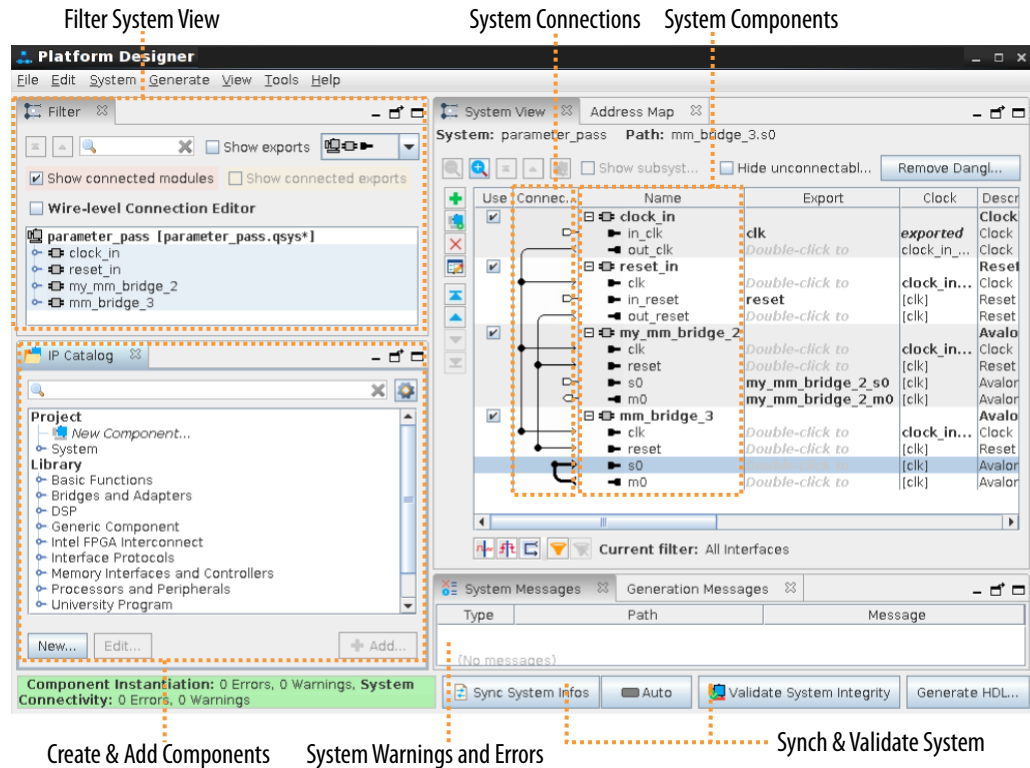 Filter System View
System Connections
System Components
Platform Designer
File Edit System Generate View Tools Help
Filter
Show exports
Show connected modules
Show connected exports
Wire-level Connection Editor
parameter_pass [parameter_pass.qsys*]
clock_in
reset_in
my_mm_bridge_2
mm_bridge_3
IP Catalog
Project
New Component...
System
Library
Basic Functions
Bridges and Adapters
DSP
Generic Component
Intel FPGA Interconnect
Interface Protocols
Memory Interfaces and Controllers
Processors and Peripherals
University Program
New...
Edit...
Add...
Component Instantiation: 0 Errors, 0 Warnings, System
Connectivity: 0 Errors, 0 Warnings
System View
Address Map
System: parameter_pass Path: mm_bridge_3.s0
Show subsyst...
Hide unconnectabl...
Remove Dangl...
Use Connec... Name Export Clock Descr
clock_in Clock
in_clk clk exported Clock
out_clk Double-click to clock_in_... Clock
reset_in Reset
clk Double-click to clock_in... Clock
in_reset reset [clk] Reset
out_reset Double-click to [clk] Reset
my_mm_bridge_2 Avalo
clk Double-click to clock_in... Clock
reset Double-click to [clk] Reset
s0 my_mm_bridge_2_s0 [clk] Avalor
m0 my_mm_bridge_2_m0 [clk] Avalor
mm_bridge_3 Avalo
clk Double-click to clock_in... Clock
reset Double-click to [clk] Reset
s0 Double-click to [clk] Avalor
m0 Double-click to [clk] Avalor
Current filter: All Interfaces
System Messages
Generation Messages
Type Path Message
(No messages)
Sync System Infos
Auto
Validate System Integrity
Generate HDL...
Create & Add Components
System Warnings and Errors
Synch & Validate System